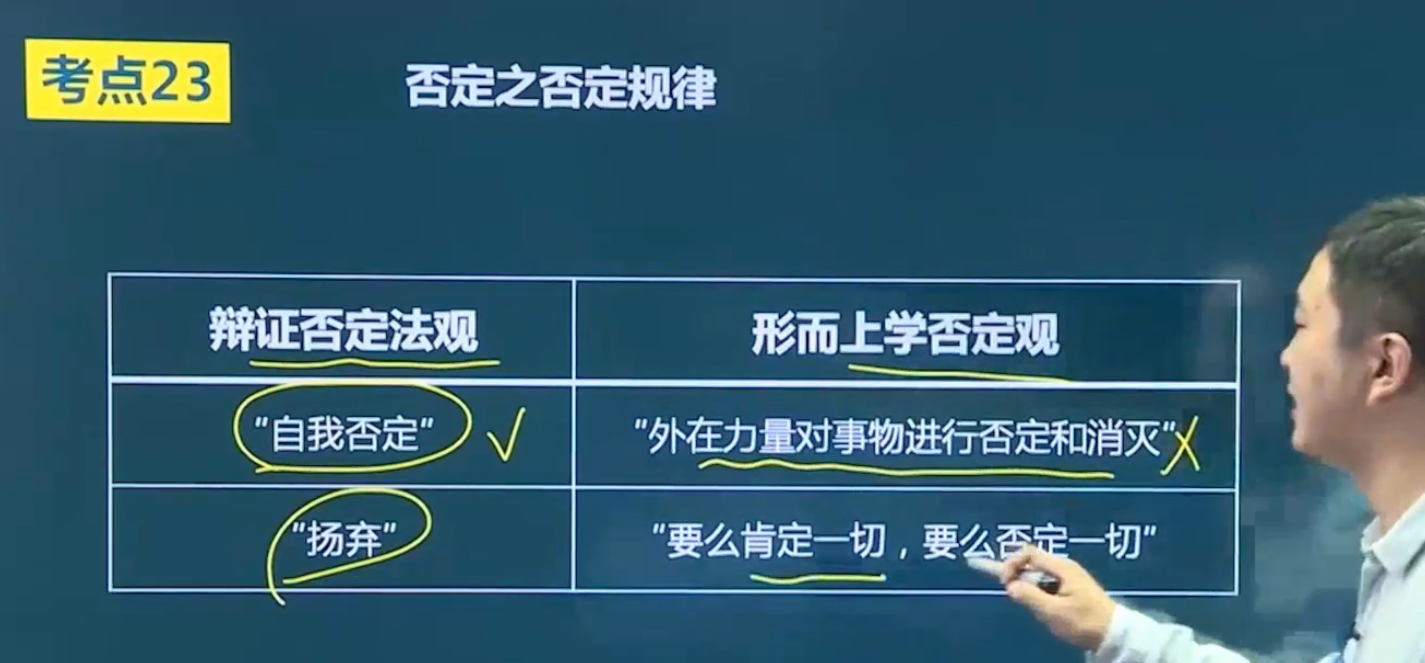 考点23
否定之否定规律
辩证否定法观
形而上学否定观
“自我否定”
“外在力量对事物进行否定和消灭”
“扬弃”
“要么肯定一切，要么否定一切”